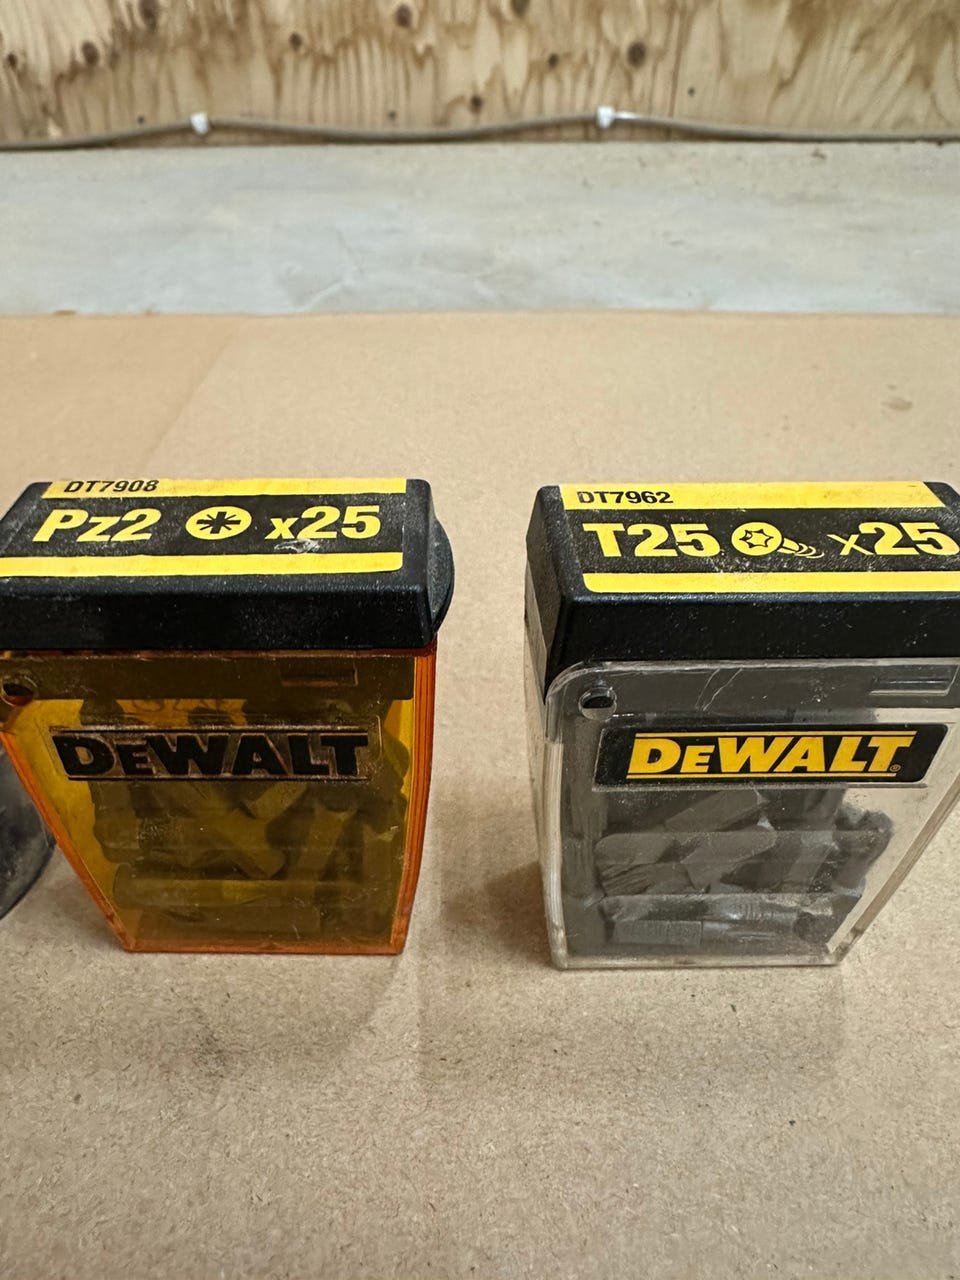 DT7908
Pz2 x25
DEWALT
DT7962
T25 x25
DEWALT®